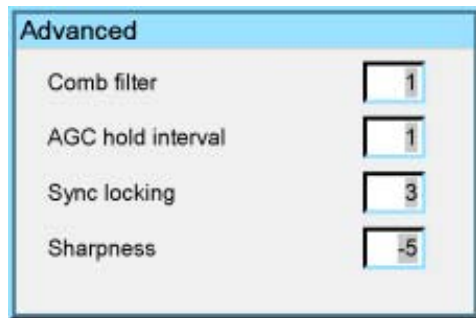 Advanced
Comb filter 1
AGC hold interval 1
Sync locking 3
Sharpness -5